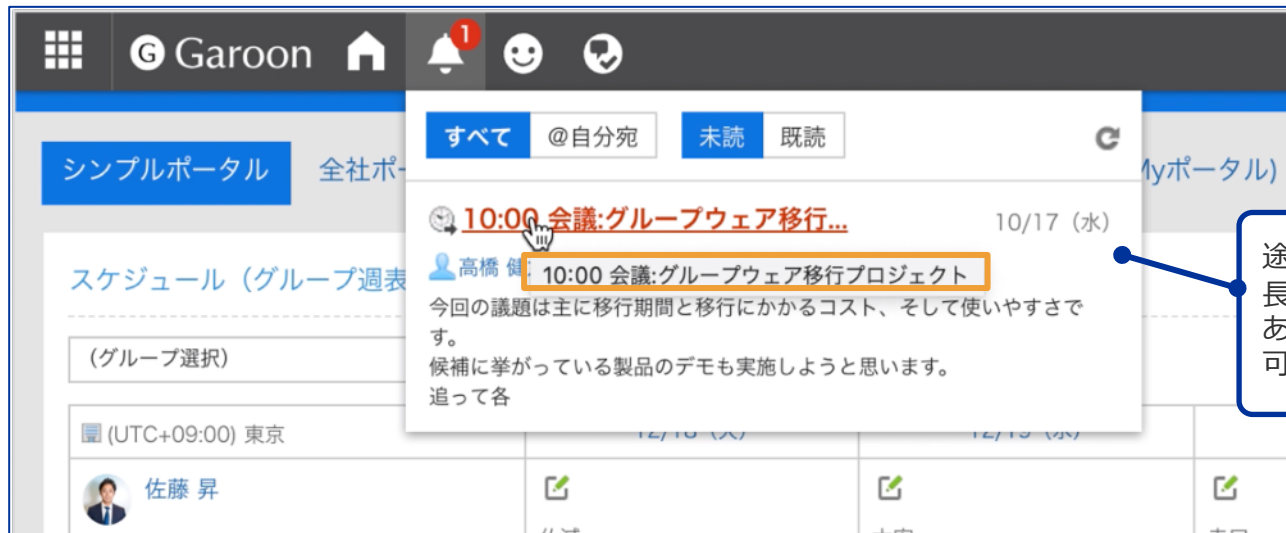 G Garoon
1
すべて @自分宛 未読 既読
シンプルポータル 全社ポー Myポータル)
10:00 会議:グループウェア移行... 10/17（水）
高橋 健
10:00 会議:グループウェア移行プロジェクト
スケジュール（グループ週表
今回の議題は主に移行期間と移行にかかるコスト、そして使いやすさで
す。
候補に挙がっている製品のデモも実施しようと思います。
追って各
(グループ選択)
途
長
あ
可
(UTC+09:00) 東京 12/18（火） 12/19（水）
佐藤 昇